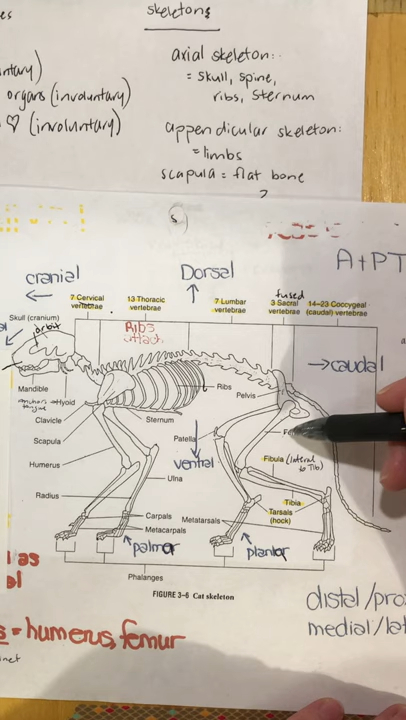 skeletons
axial skeleton:
= skull, spine,
ribs, sternum
organs (involuntary)
♡ (involuntary)
appendicular skeleton:
= limbs
scapula = flat bone
?
A+PT
cranial
←
Dorsal
↑
fused
7 Cervical vertebrae
13 Thoracic vertebrae
7 Lumbar vertebrae
3 Sacral vertebrae
14–23 Coccygeal (caudal) vertebrae
Skull (cranium)
orbit
Ribs
→caudal
Mandible
Hyoid
Ribs
Pelvis
Clavicle
Sternum
Scapula
Patella
ventral
Humerus
Fibula (lateral to Tib)
Ulna
Radius
Tibia
Carpals
Metacarpals
Metatarsals
Tarsals (hock)
palmar
plantar
Phalanges
FIGURE 3–6 Cat skeleton
as
= humerus, femur
distal/pro
medial/lat